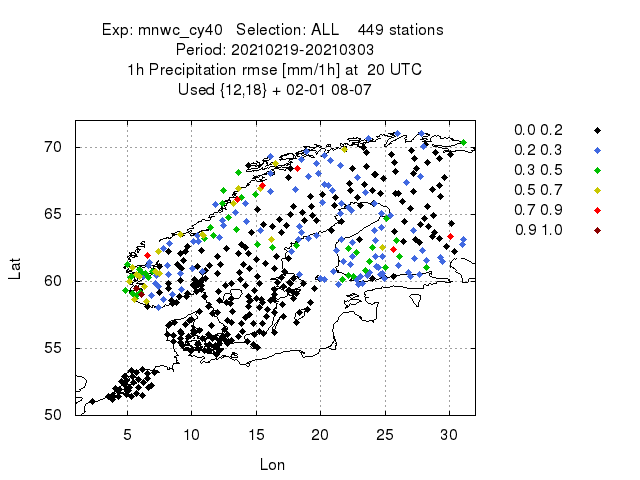 Exp: mnwc_cy40 Selection: ALL 449 stations
Period: 20210219-20210303
1h Precipitation rmse [mm/1h] at 20 UTC
Used {12,18} + 02-01 08-07
0.0 0.2
0.2 0.3
0.3 0.5
0.5 0.7
0.7 0.9
0.9 1.0
70
65
60
55
50
Lat
5 10 15 20 25 30
Lon